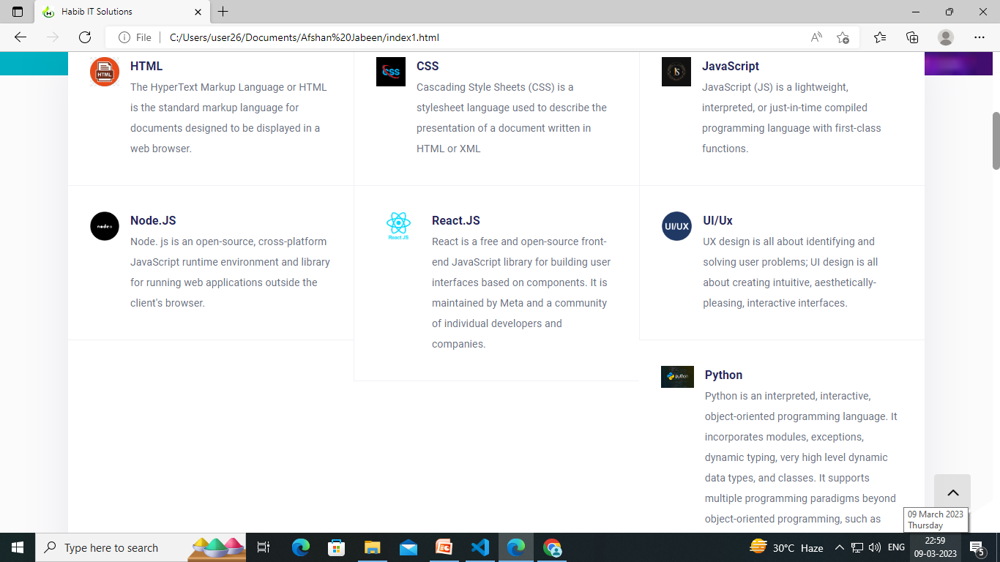 Habib IT Solutions
File
C:/Users/user26/Documents/Afshan%20Jabeen/index1.html
HTML
HTML
The HyperText Markup Language or HTML
is the standard markup language for
documents designed to be displayed in a
web browser.
CSS
CSS
Cascading Style Sheets (CSS) is a
stylesheet language used to describe the
presentation of a document written in
HTML or XML
JS
JavaScript
JavaScript (JS) is a lightweight,
interpreted, or just-in-time compiled
programming language with first-class
functions.
node
Node.JS
Node. js is an open-source, cross-platform
JavaScript runtime environment and library
for running web applications outside the
client's browser.
React JS
React.JS
React is a free and open-source front-
end JavaScript library for building user
interfaces based on components. It is
maintained by Meta and a community
of individual developers and
companies.
UI/UX
UI/Ux
UX design is all about identifying and
solving user problems; UI design is all
about creating intuitive, aesthetically-
pleasing, interactive interfaces.
python
Python
Python is an interpreted, interactive,
object-oriented programming language. It
incorporates modules, exceptions,
dynamic typing, very high level dynamic
data types, and classes. It supports
multiple programming paradigms beyond
object-oriented programming, such as
09 March 2023
Thursday
Type here to search
30°C Haze
ENG
22:59
09-03-2023
5